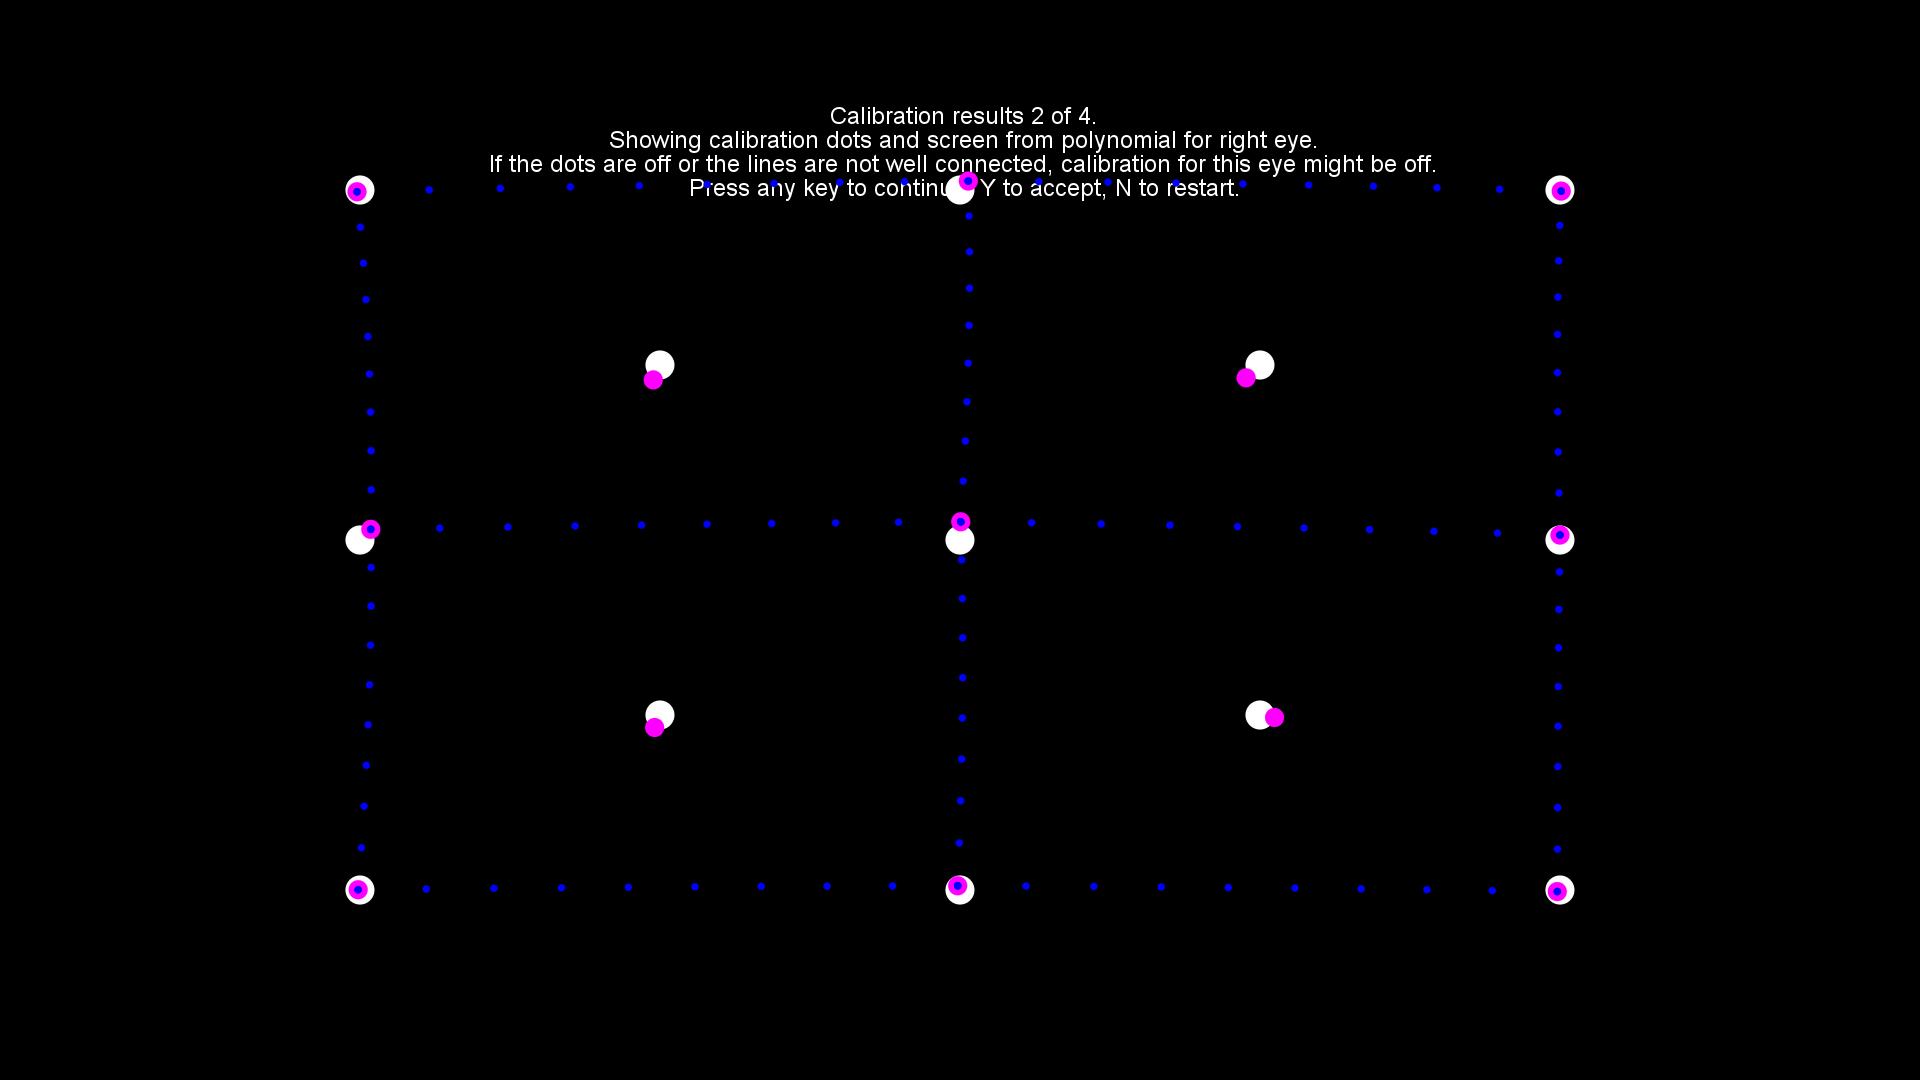 Calibration results 2 of 4.
Showing calibration dots and screen from polynomial for right eye.
If the dots are off or the lines are not well connected, calibration for this eye might be off.
Press any key to continue, Y to accept, N to restart.